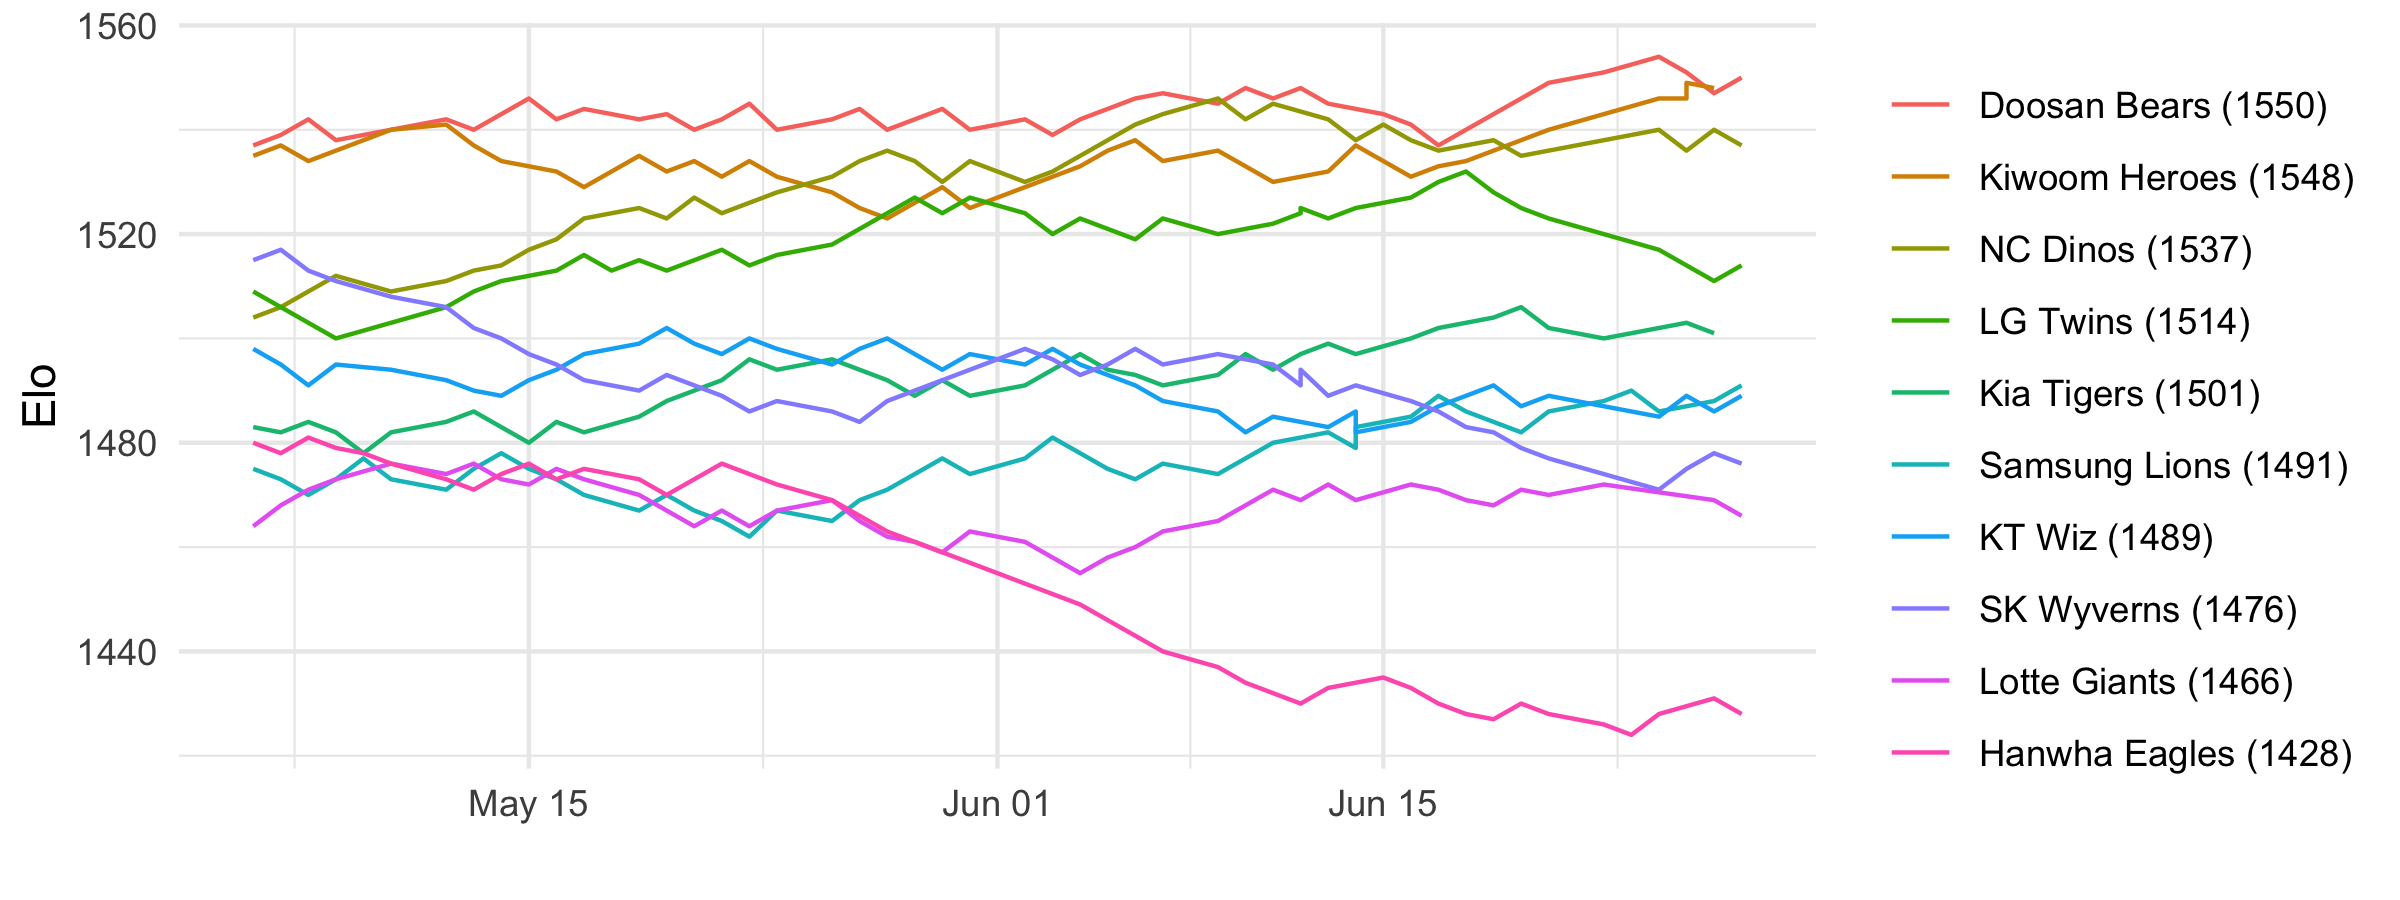 1560
1520
1480
1440
Elo
May 15
Jun 01
Jun 15
Doosan Bears (1550)
Kiwoom Heroes (1548)
NC Dinos (1537)
LG Twins (1514)
Kia Tigers (1501)
Samsung Lions (1491)
KT Wiz (1489)
SK Wyverns (1476)
Lotte Giants (1466)
Hanwha Eagles (1428)